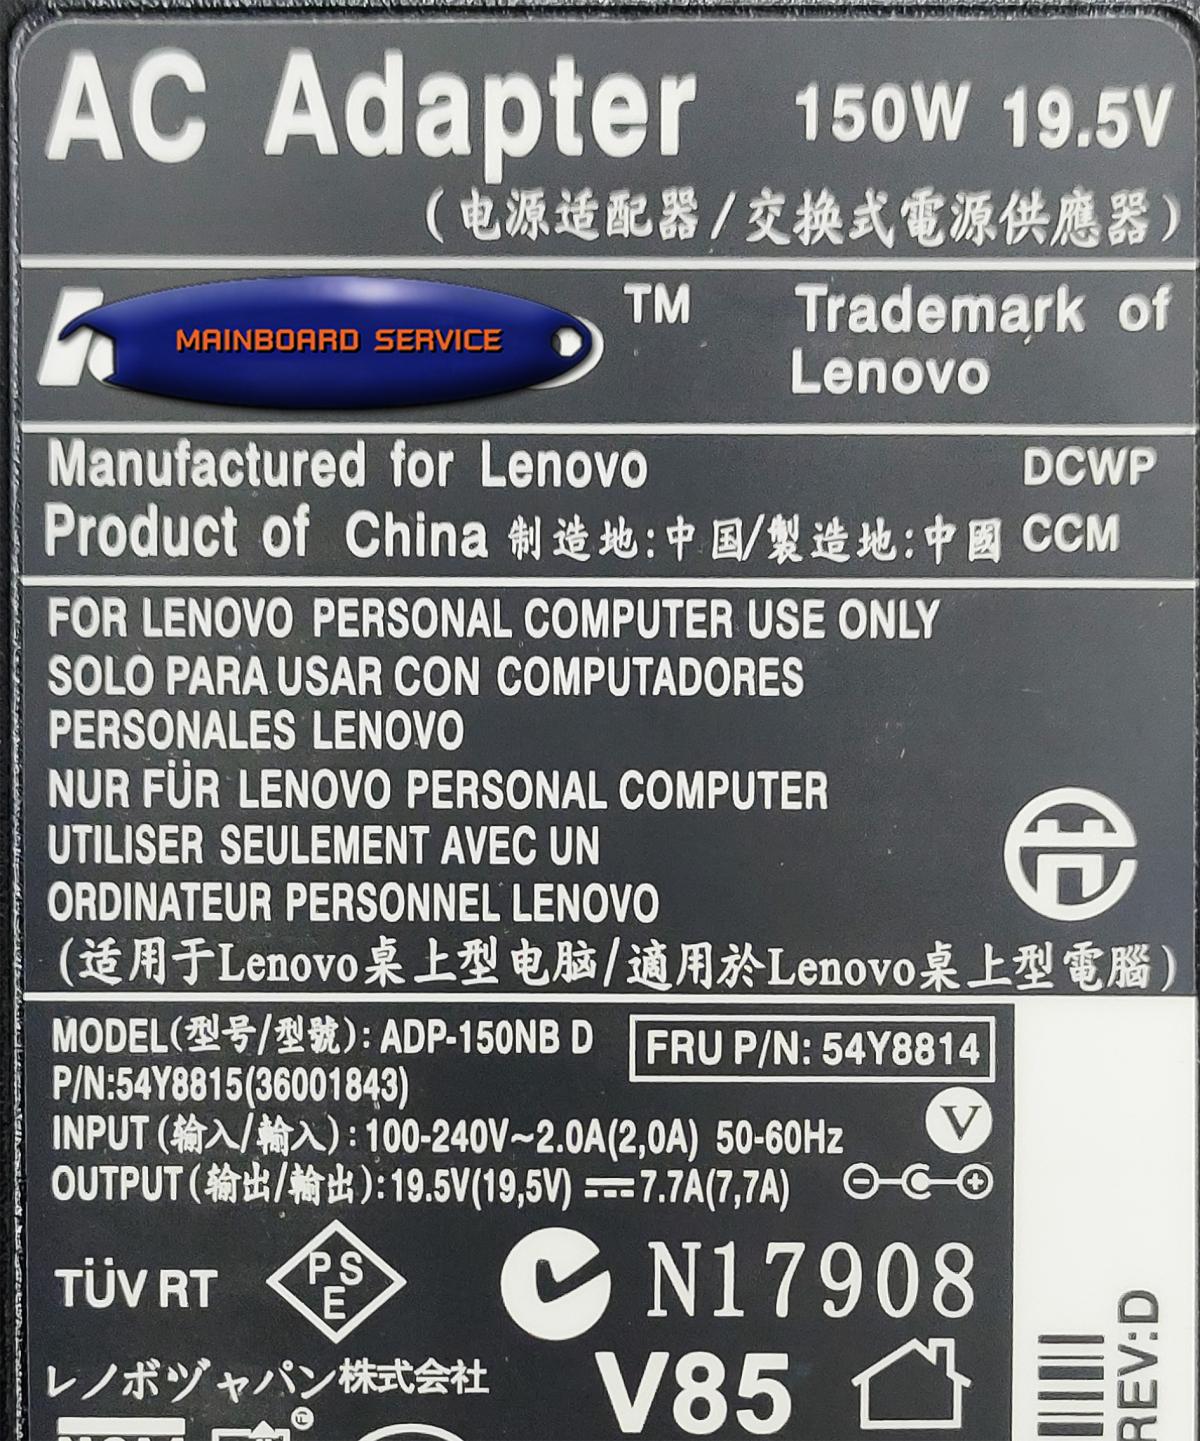 AC Adapter 150W 19.5V
(电源适配器/交换式電源供應器)
MAINBOARD SERVICE
TM Trademark of
Lenovo
Manufactured for Lenovo DCWP
Product of China 制造地:中国/製造地:中國 CCM
FOR LENOVO PERSONAL COMPUTER USE ONLY
SOLO PARA USAR CON COMPUTADORES
PERSONALES LENOVO
NUR FÜR LENOVO PERSONAL COMPUTER
UTILISER SEULEMENT AVEC UN
ORDINATEUR PERSONNEL LENOVO
(适用于Lenovo桌上型电脑/適用於Lenovo桌上型電腦)
MODEL(型号/型號): ADP-150NB D
FRU P/N: 54Y8814
P/N:54Y8815(36001843)
V
INPUT(输入/輸入): 100-240V~2.0A(2,0A) 50-60Hz
OUTPUT(输出/輸出): 19.5V(19,5V) ⎓ 7.7A(7,7A)
TÜV RT
PSE
N17908
レノボヅャパン株式会社
V85
REV:D